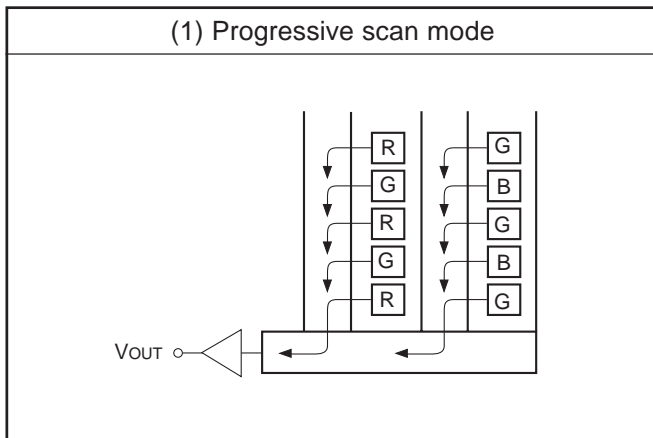 (1) Progressive scan mode
R G
G B
R G
G B
R G
VOUT